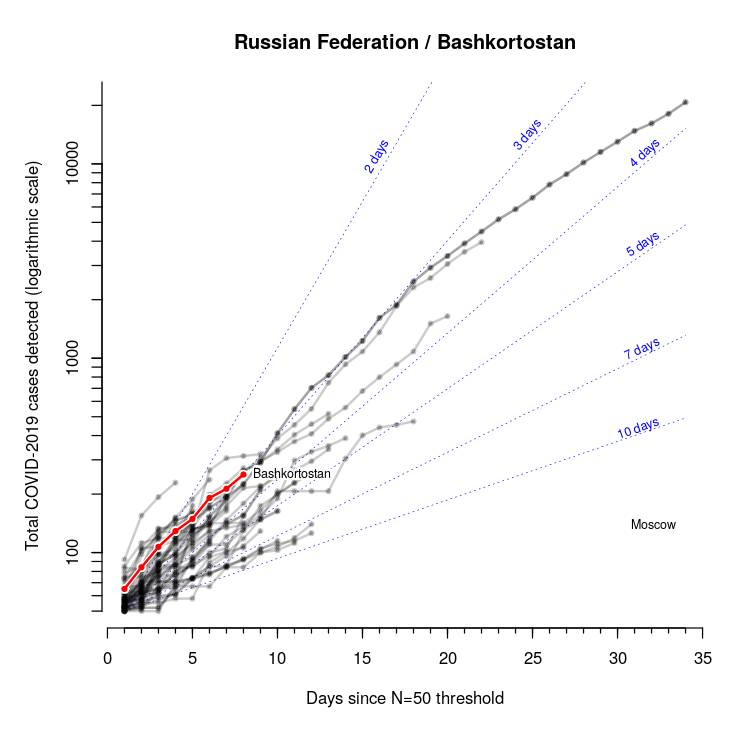 Russian Federation / Bashkortostan
Total COVID-2019 cases detected (logarithmic scale)
10000
1000
100
2 days
3 days
4 days
5 days
7 days
10 days
Bashkortostan
Moscow
0 5 10 15 20 25 30 35
Days since N=50 threshold